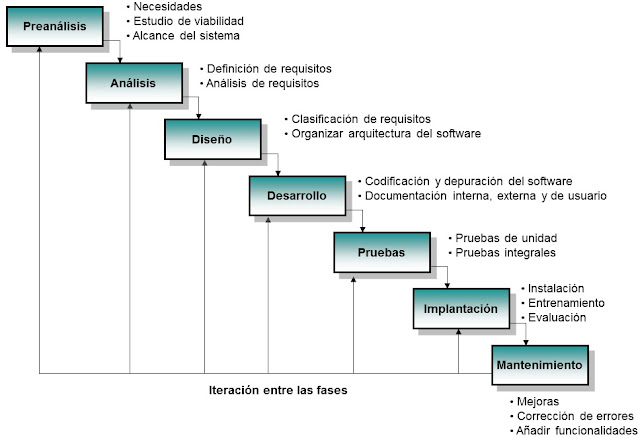 Preanálisis
• Necesidades
• Estudio de viabilidad
• Alcance del sistema
Análisis
• Definición de requisitos
• Análisis de requisitos
Diseño
• Clasificación de requisitos
• Organizar arquitectura del software
Desarrollo
• Codificación y depuración del software
• Documentación interna, externa y de usuario
Pruebas
• Pruebas de unidad
• Pruebas integrales
Implantación
• Instalación
• Entrenamiento
• Evaluación
Mantenimiento
• Mejoras
• Corrección de errores
• Añadir funcionalidades
Iteración entre las fases